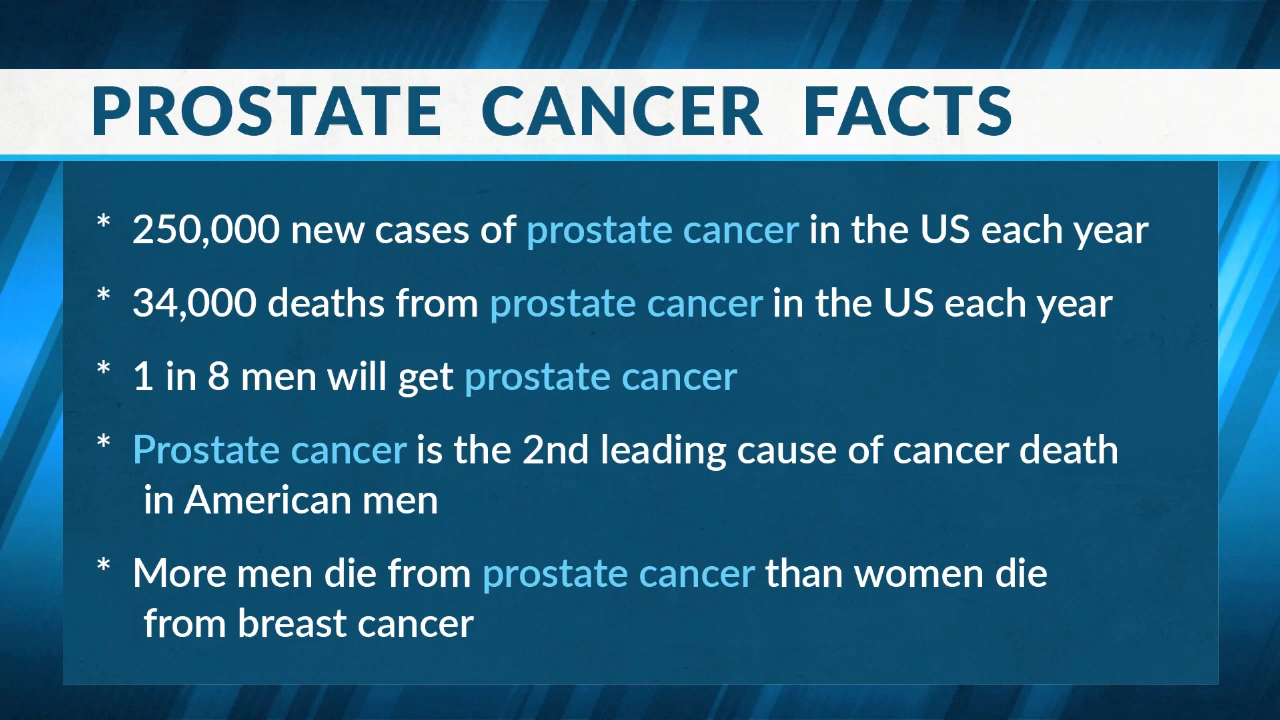 PROSTATE CANCER FACTS
* 250,000 new cases of prostate cancer in the US each year
* 34,000 deaths from prostate cancer in the US each year
* 1 in 8 men will get prostate cancer
* Prostate cancer is the 2nd leading cause of cancer death
in American men
* More men die from prostate cancer than women die
from breast cancer